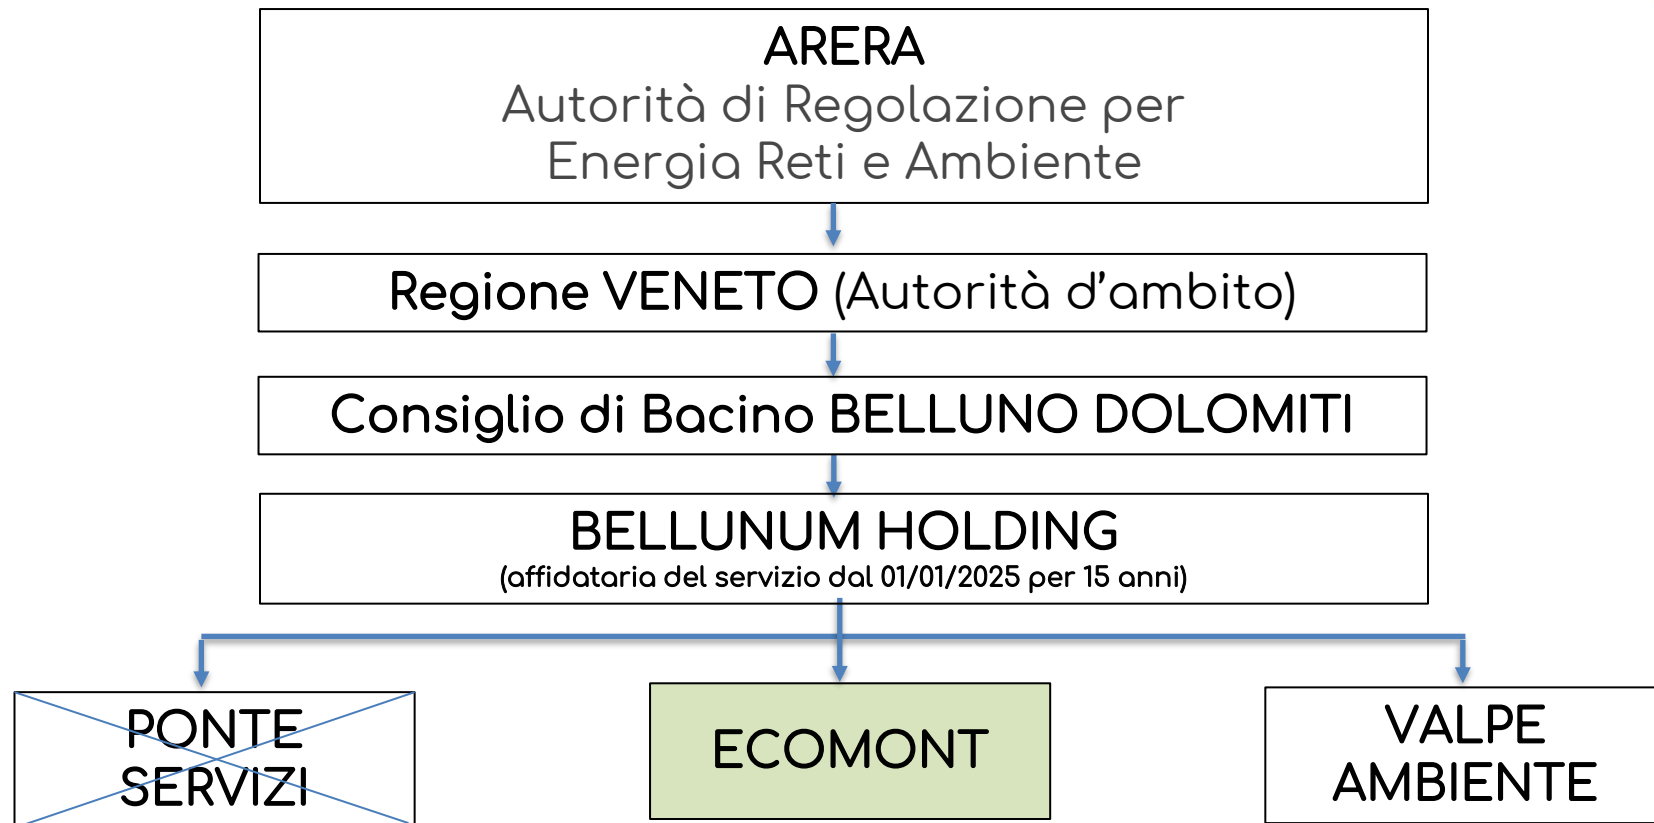 ARERA
Autorità di Regolazione per
Energia Reti e Ambiente
Regione VENETO (Autorità d’ambito)
Consiglio di Bacino BELLUNO DOLOMITI
BELLUNUM HOLDING
(affidataria del servizio dal 01/01/2025 per 15 anni)
PONTE
SERVIZI
ECOMONT
VALPE
AMBIENTE